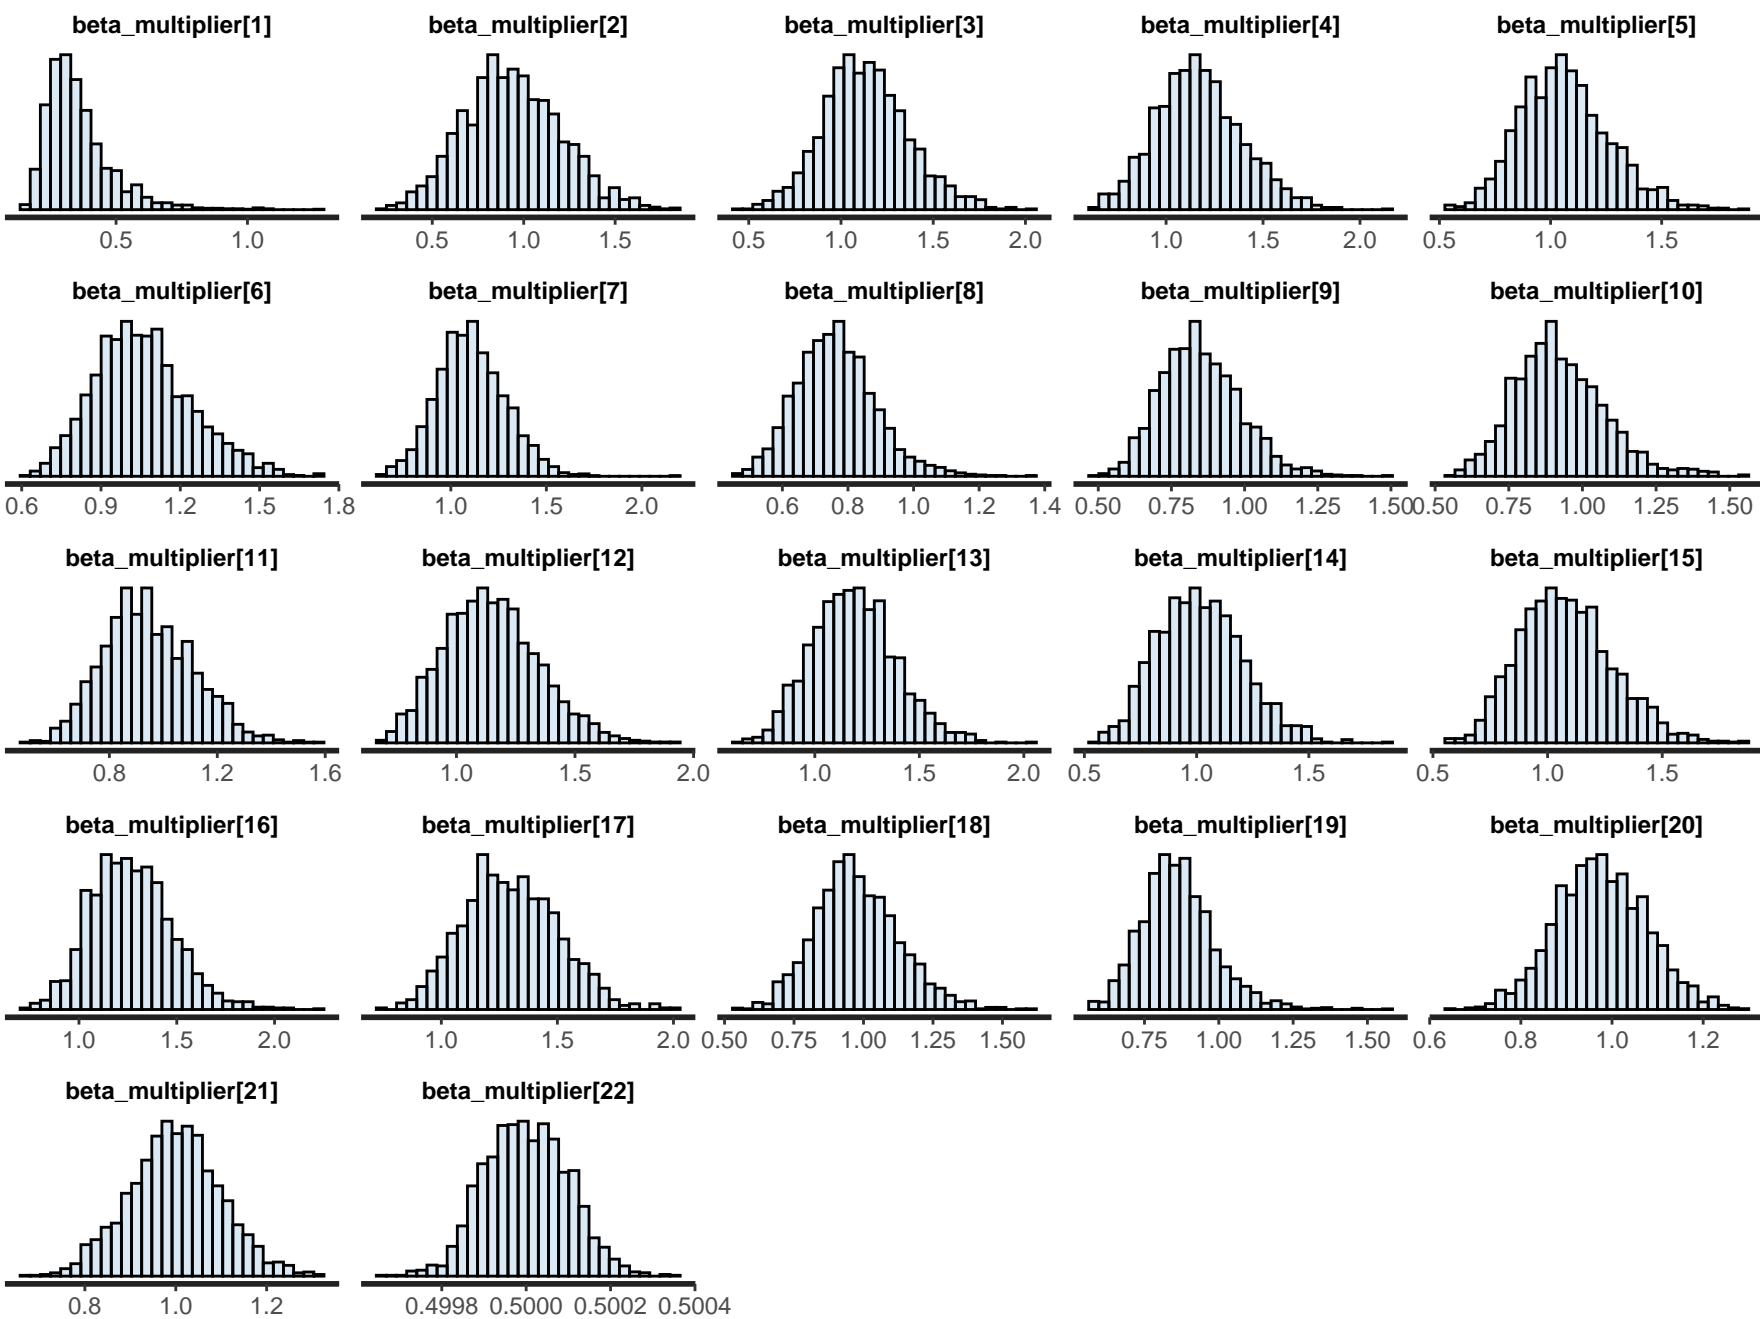 beta_multiplier[1] beta_multiplier[2] beta_multiplier[3] beta_multiplier[4] beta_multiplier[5]
0.5 1.0 0.5 1.0 1.5 0.5 1.0 1.5 2.0 1.0 1.5 2.0 0.5 1.0 1.5
beta_multiplier[6] beta_multiplier[7] beta_multiplier[8] beta_multiplier[9] beta_multiplier[10]
0.6 0.9 1.2 1.5 1.8 1.0 1.5 2.0 0.6 0.8 1.0 1.2 1.4 0.50 0.75 1.00 1.25 1.50 0.50 0.75 1.00 1.25 1.50
beta_multiplier[11] beta_multiplier[12] beta_multiplier[13] beta_multiplier[14] beta_multiplier[15]
0.8 1.2 1.6 1.0 1.5 2.0 1.0 1.5 2.0 0.5 1.0 1.5 0.5 1.0 1.5
beta_multiplier[16] beta_multiplier[17] beta_multiplier[18] beta_multiplier[19] beta_multiplier[20]
1.0 1.5 2.0 1.0 1.5 2.0 0.50 0.75 1.00 1.25 1.50 0.75 1.00 1.25 1.50 0.6 0.8 1.0 1.2
beta_multiplier[21] beta_multiplier[22]
0.8 1.0 1.2 0.4998 0.5000 0.5002 0.5004